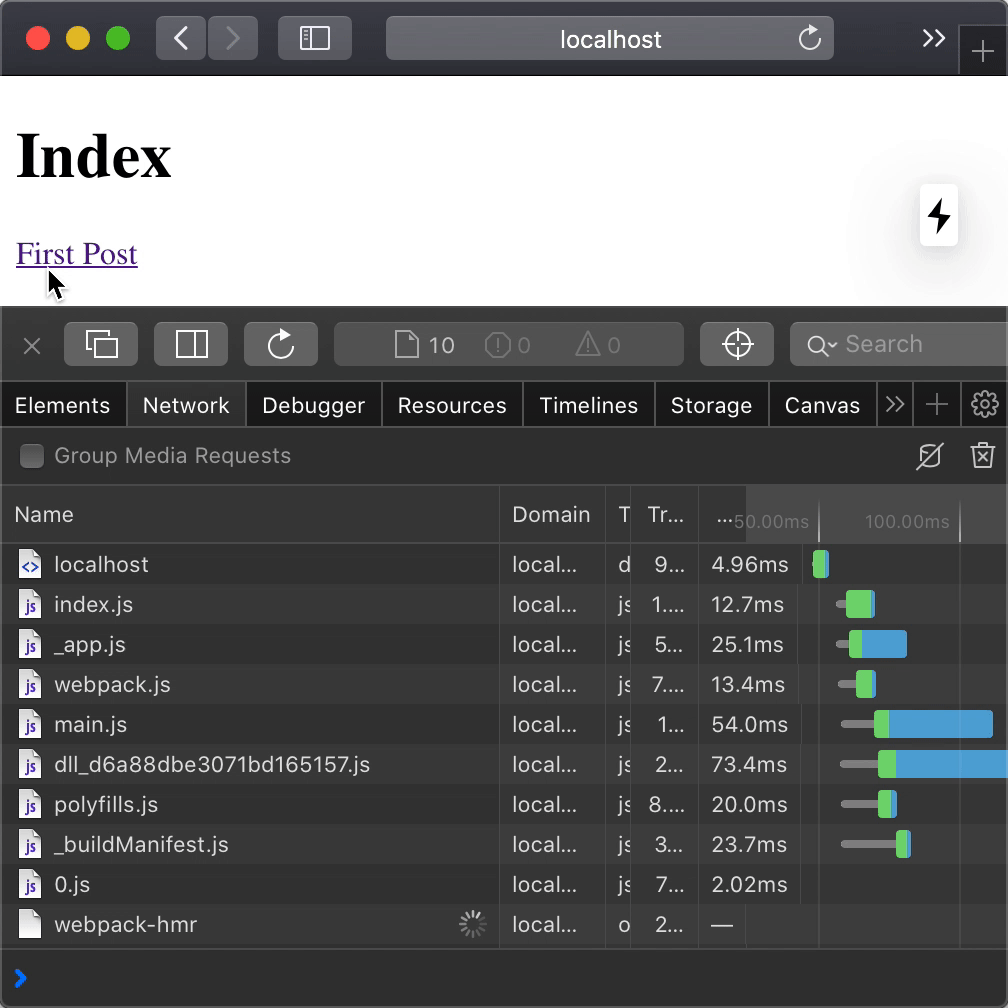 localhost
Index
First Post
10 0 0 Search
Elements Network Debugger Resources Timelines Storage Canvas
Group Media Requests
Name Domain T Tr... ... 50.00ms 100.00ms
localhost local... d 9... 4.96ms
index.js local... js 1.... 12.7ms
_app.js local... js 5... 25.1ms
webpack.js local... js 7.... 13.4ms
main.js local... js 1... 54.0ms
dll_d6a88dbe3071bd165157.js local... js 2... 73.4ms
polyfills.js local... js 8.... 20.0ms
_buildManifest.js local... js 3... 23.7ms
0.js local... js 7... 2.02ms
webpack-hmr local... o 2... —